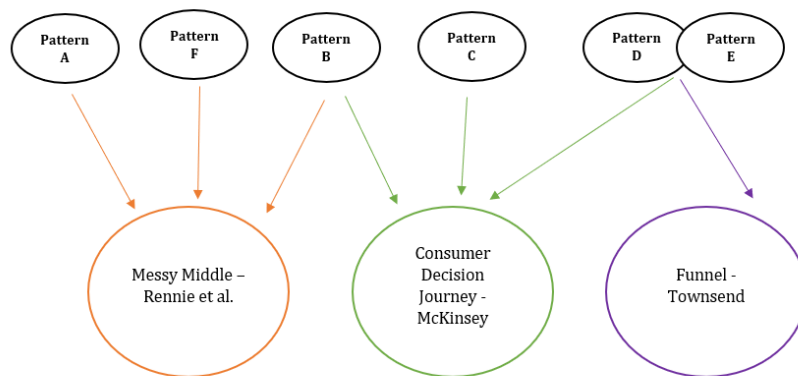 Pattern
A
Pattern
F
Pattern
B
Pattern
C
Pattern
D
Pattern
E
Messy Middle –
Rennie et al.
Consumer
Decision
Journey -
McKinsey
Funnel -
Townsend